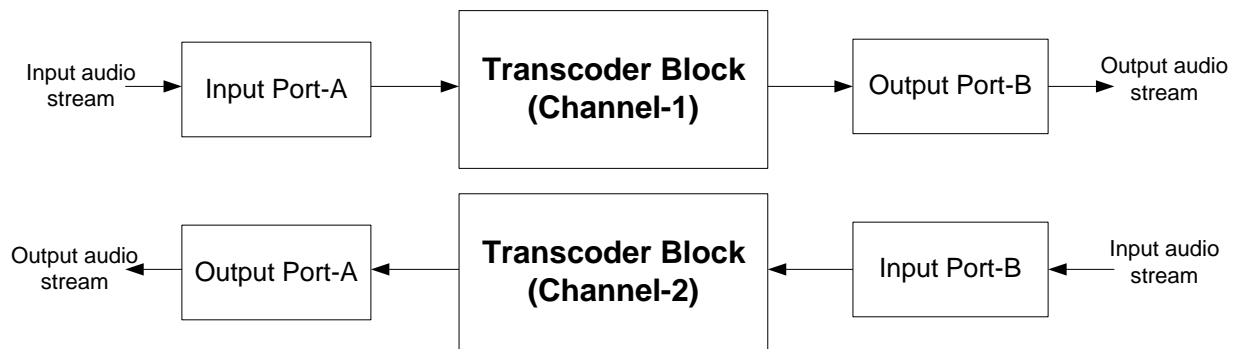 Input audio
stream
Input Port-A
Transcoder Block
(Channel-1)
Output Port-B
Output audio
stream
Output audio
stream
Output Port-A
Transcoder Block
(Channel-2)
Input Port-B
Input audio
stream